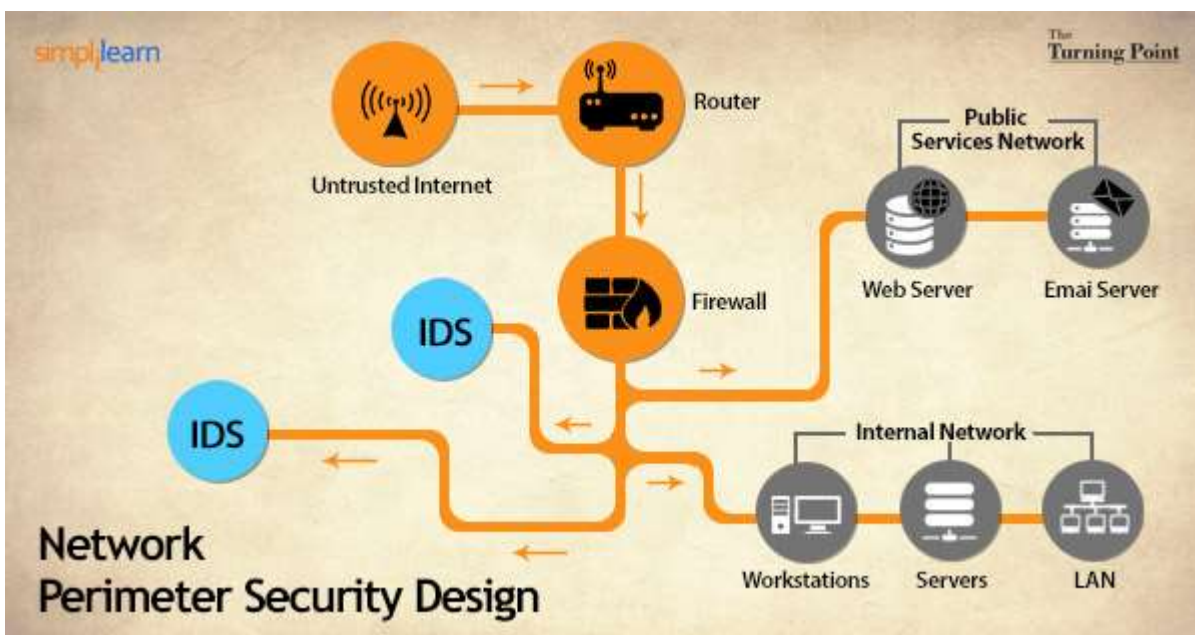 simplilearn
The
Turning Point
Router
Untrusted Internet
Public
Services Network
Web Server
Emai Server
Firewall
IDS
IDS
Internal Network
Workstations
Servers
LAN
Network
Perimeter Security Design